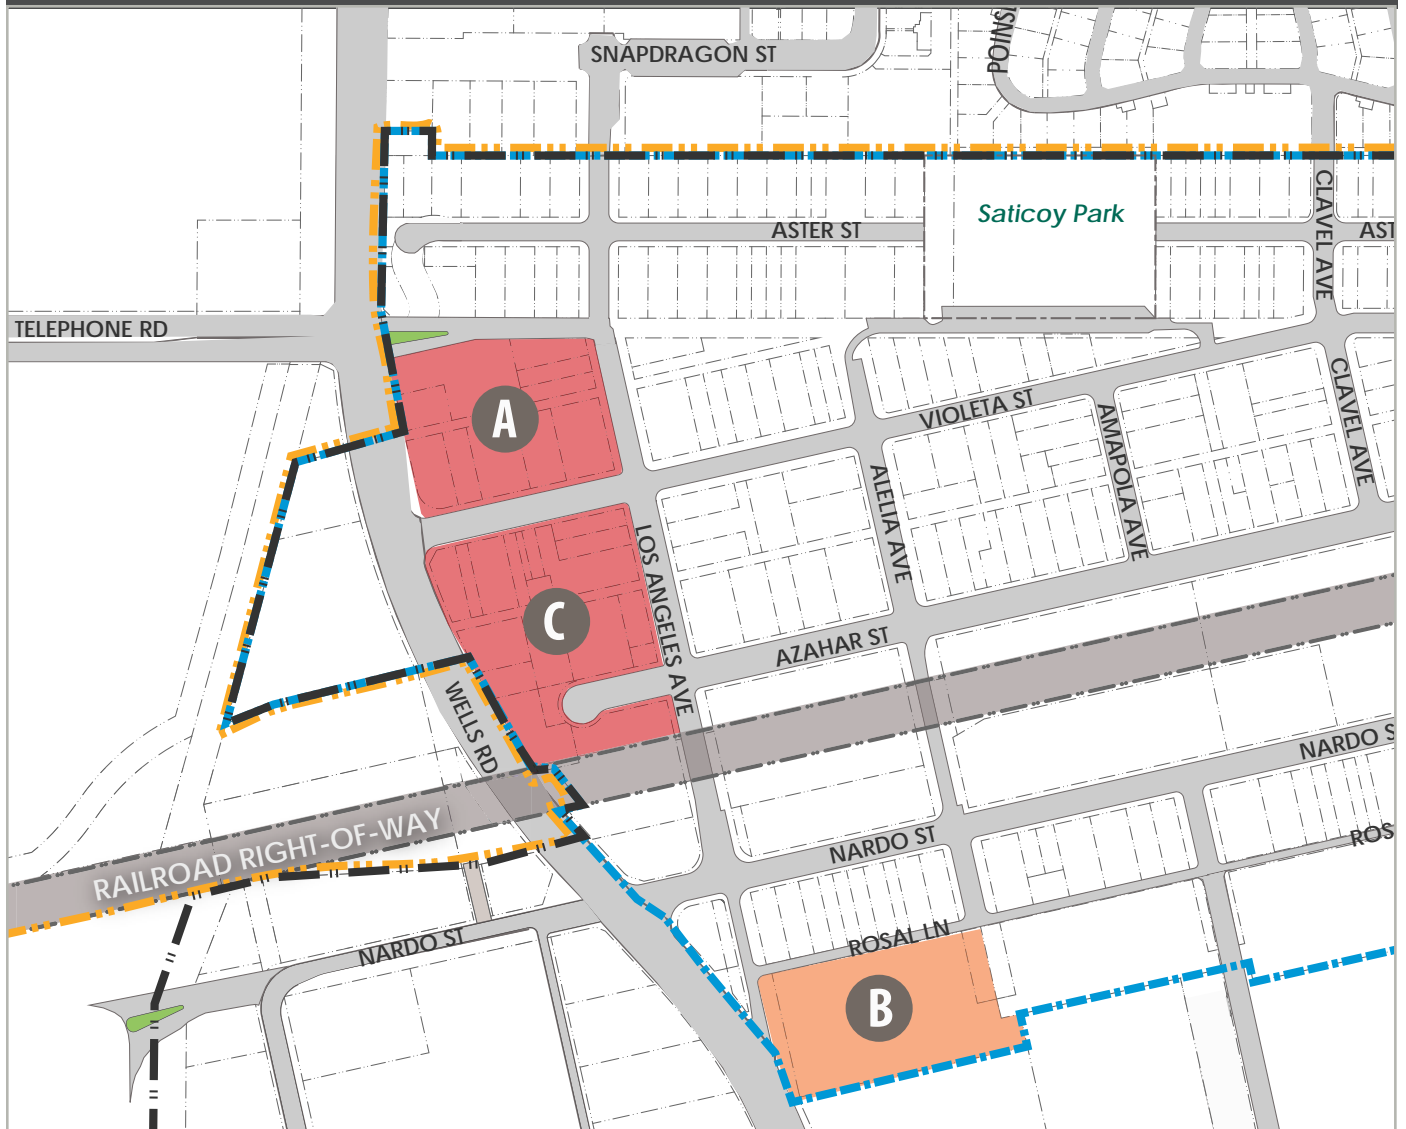 SNAPDRAGON ST
POINS
CLAVEL AVE
Saticoy Park
ASTER ST
AST
TELEPHONE RD
CLAVEL AVE
VIOLETA ST
A
AMAPOLA AVE
ALELIA AVE
LOS ANGELES AVE
C
AZAHAR ST
WELLS RD
NARDO S
RAILROAD RIGHT-OF-WAY
NARDO ST
ROS
NARDO ST
ROSAL LN
B